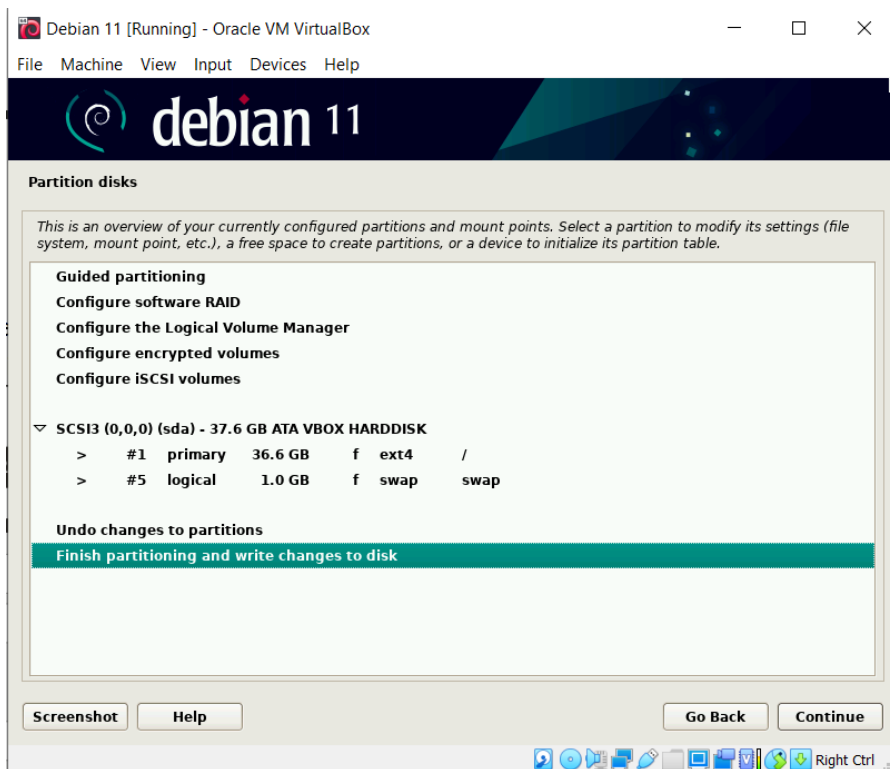 Debian 11 [Running] - Oracle VM VirtualBox
File Machine View Input Devices Help
debian 11
Partition disks
This is an overview of your currently configured partitions and mount points. Select a partition to modify its settings (file
system, mount point, etc.), a free space to create partitions, or a device to initialize its partition table.
Guided partitioning
Configure software RAID
Configure the Logical Volume Manager
Configure encrypted volumes
Configure iSCSI volumes
SCSI3 (0,0,0) (sda) - 37.6 GB ATA VBOX HARDDISK
> #1 primary 36.6 GB f ext4 /
> #5 logical 1.0 GB f swap swap
Undo changes to partitions
Finish partitioning and write changes to disk
Screenshot Help Go Back Continue
Right Ctrl